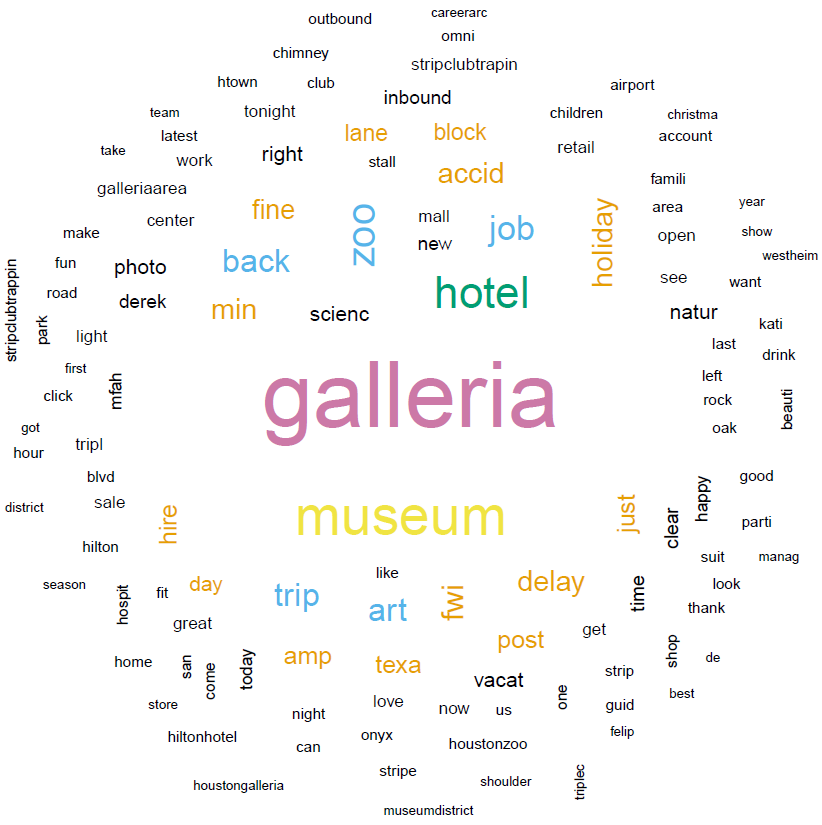 careerarc
outbound
omni
chimney
stripclubtrapin
htown
club
airport
inbound
team
tonight
children
christma
latest
lane
block
account
take
work
right
stall
accid
retail
galleriaarea
famili
fine
center
zoo
mall
job
holiday
area
year
make
new
open
show
fun
photo
back
westheim
road
derek
min
scienc
hotel
see
want
stripclubtrappin
park
light
natur
kati
last
drink
first
click
mfah
galleria
left
rock
beauti
got
oak
hour
tripl
blvd
good
district
sale
hire
museum
just
clear
happy
parti
hilton
suit
manag
season
hospit
fit
day
like
delay
look
great
trip
art
fwi
time
thank
get
post
home
san
come
today
amp
texa
shop
de
vacat
strip
store
love
now
us
one
guid
best
night
felip
hiltonhotel
can
onyx
houstonzoo
stripe
houstongalleria
shoulder
triplec
museumdistrict